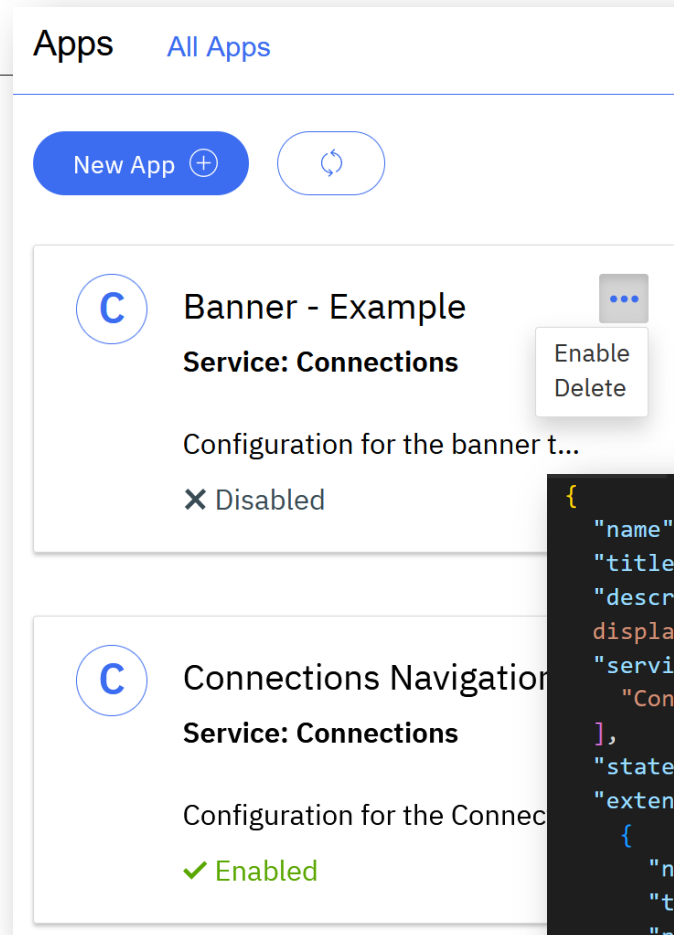 Apps All Apps
New App
C
Banner - Example
Service: Connections
Enable
Delete
Configuration for the banner t...
Disabled
C
Connections Navigation
Service: Connections
Configuration for the Connec
Enabled
{
"name"
"title
"descr
displa
"servi
"Con
],
"state
"exten
{
"n
"t